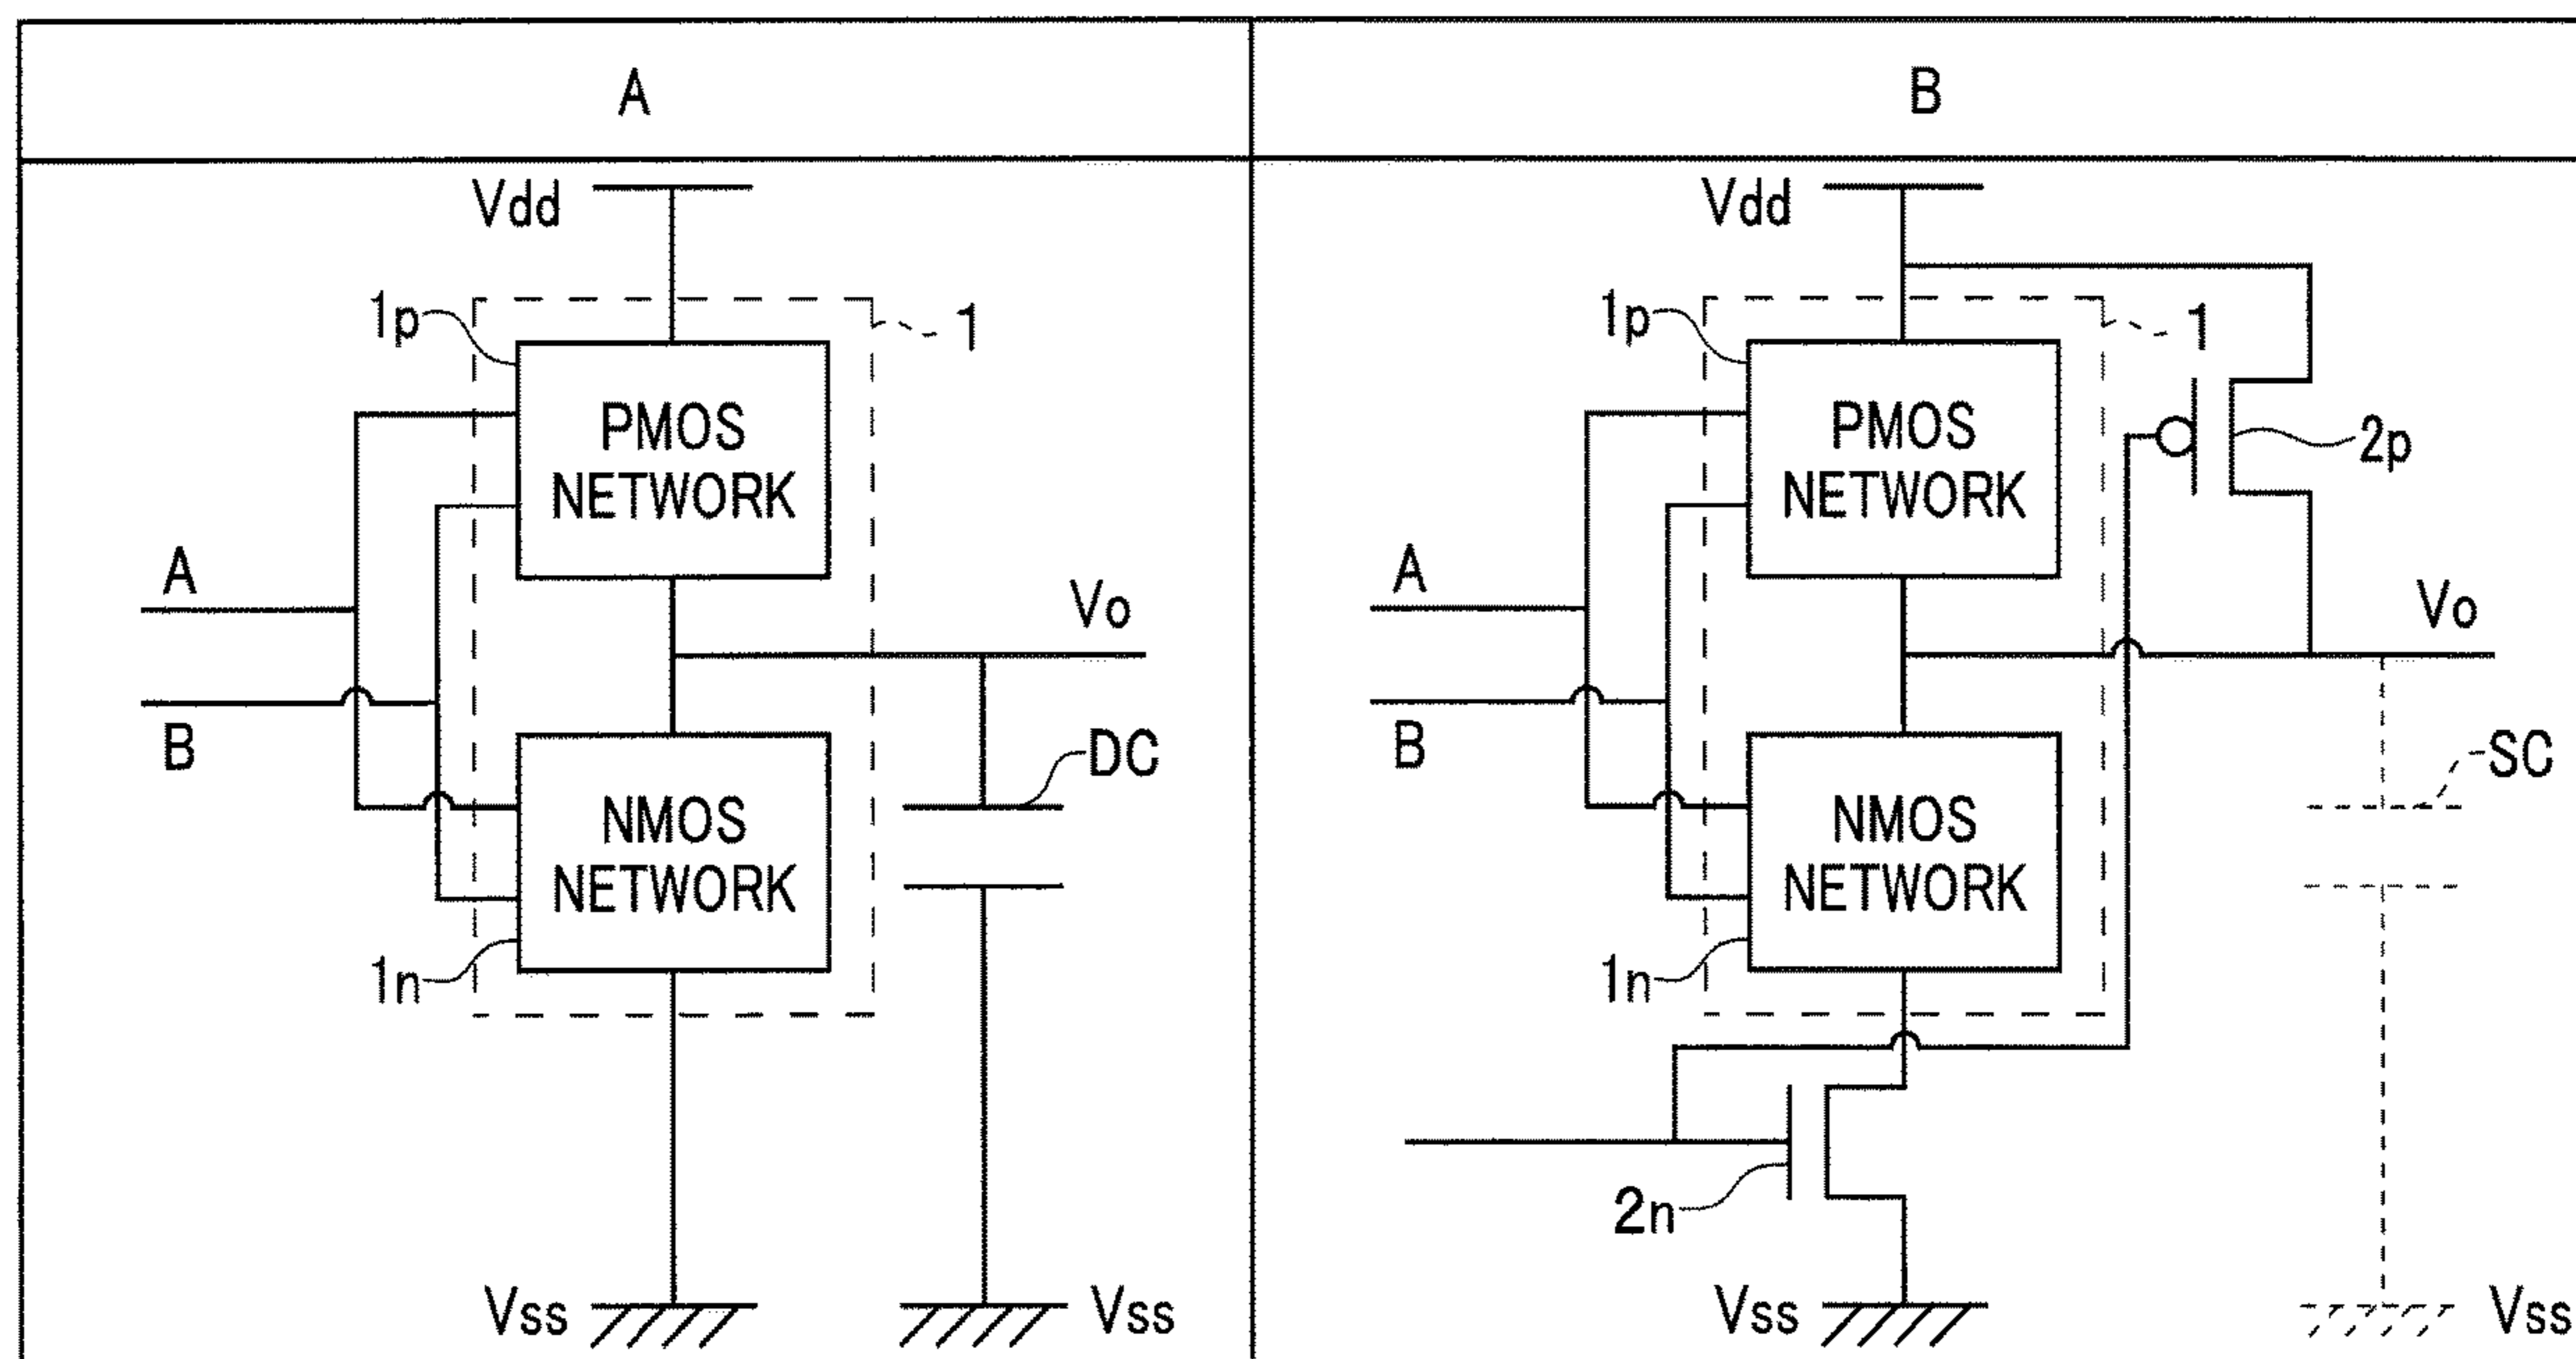 A
B
Vdd
1p
1
PMOS
NETWORK
A
Vo
B
DC
NMOS
NETWORK
1n
Vss
Vss
Vdd
1p
1
PMOS
NETWORK
2p
A
Vo
B
SC
NMOS
NETWORK
1n
2n
Vss
Vss